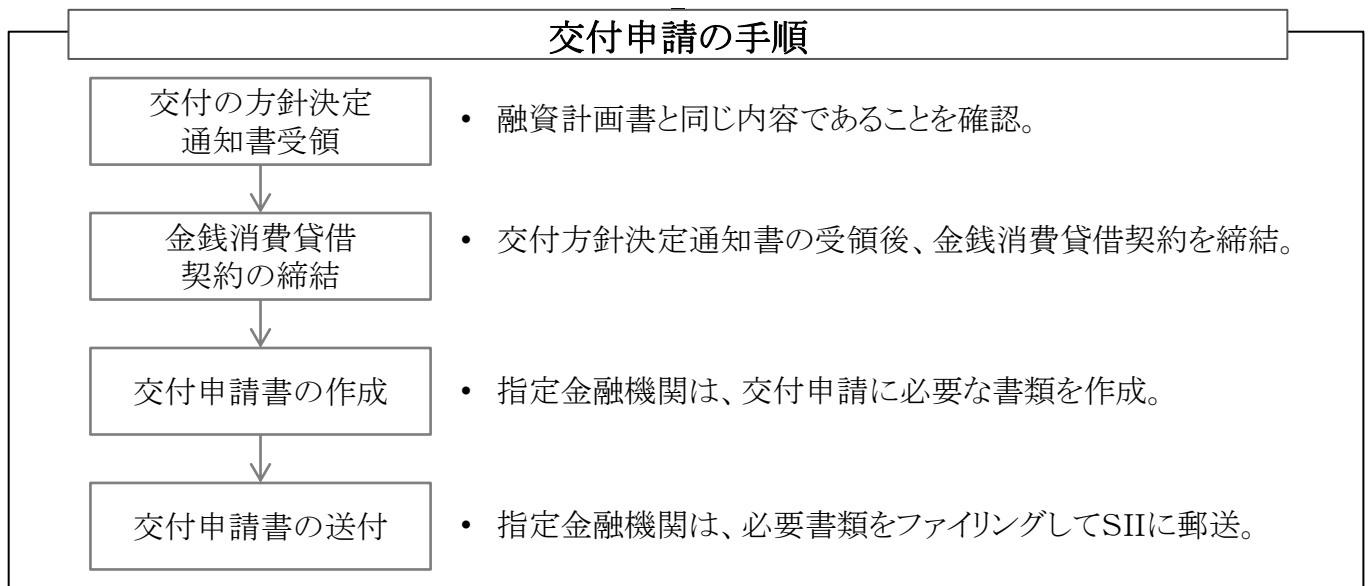 交付申請の手順
交付の方針決定
通知書受領
• 融資計画書と同じ内容であることを確認。
金銭消費貸借
契約の締結
• 交付方針決定通知書の受領後、金銭消費貸借契約を締結。
交付申請書の作成
• 指定金融機関は、交付申請に必要な書類を作成。
交付申請書の送付
• 指定金融機関は、必要書類をファイリングしてSIIに郵送。